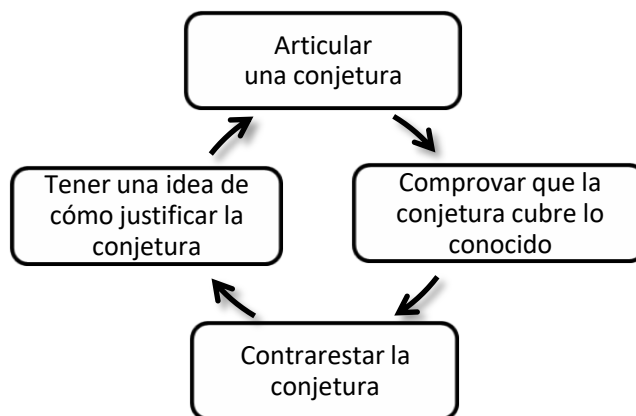 Articular
una conjetura
Tener una idea de
cómo justificar la
conjetura
Comprovar que la
conjetura cubre lo
conocido
Contrarestar la
conjetura